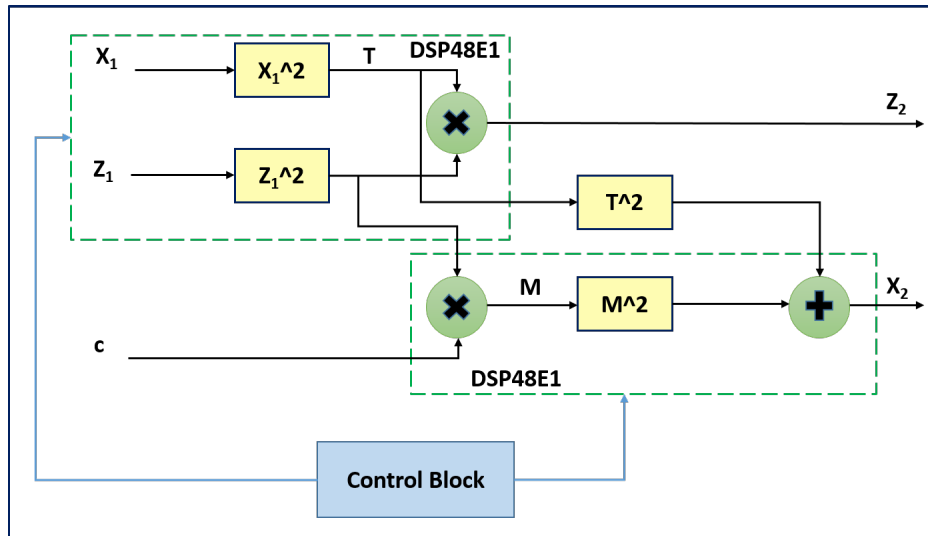 X₁
X₁^2
T
DSP48E1
Z₂
Z₁
Z₁^2
T^2
M
M^2
X₂
c
DSP48E1
Control Block